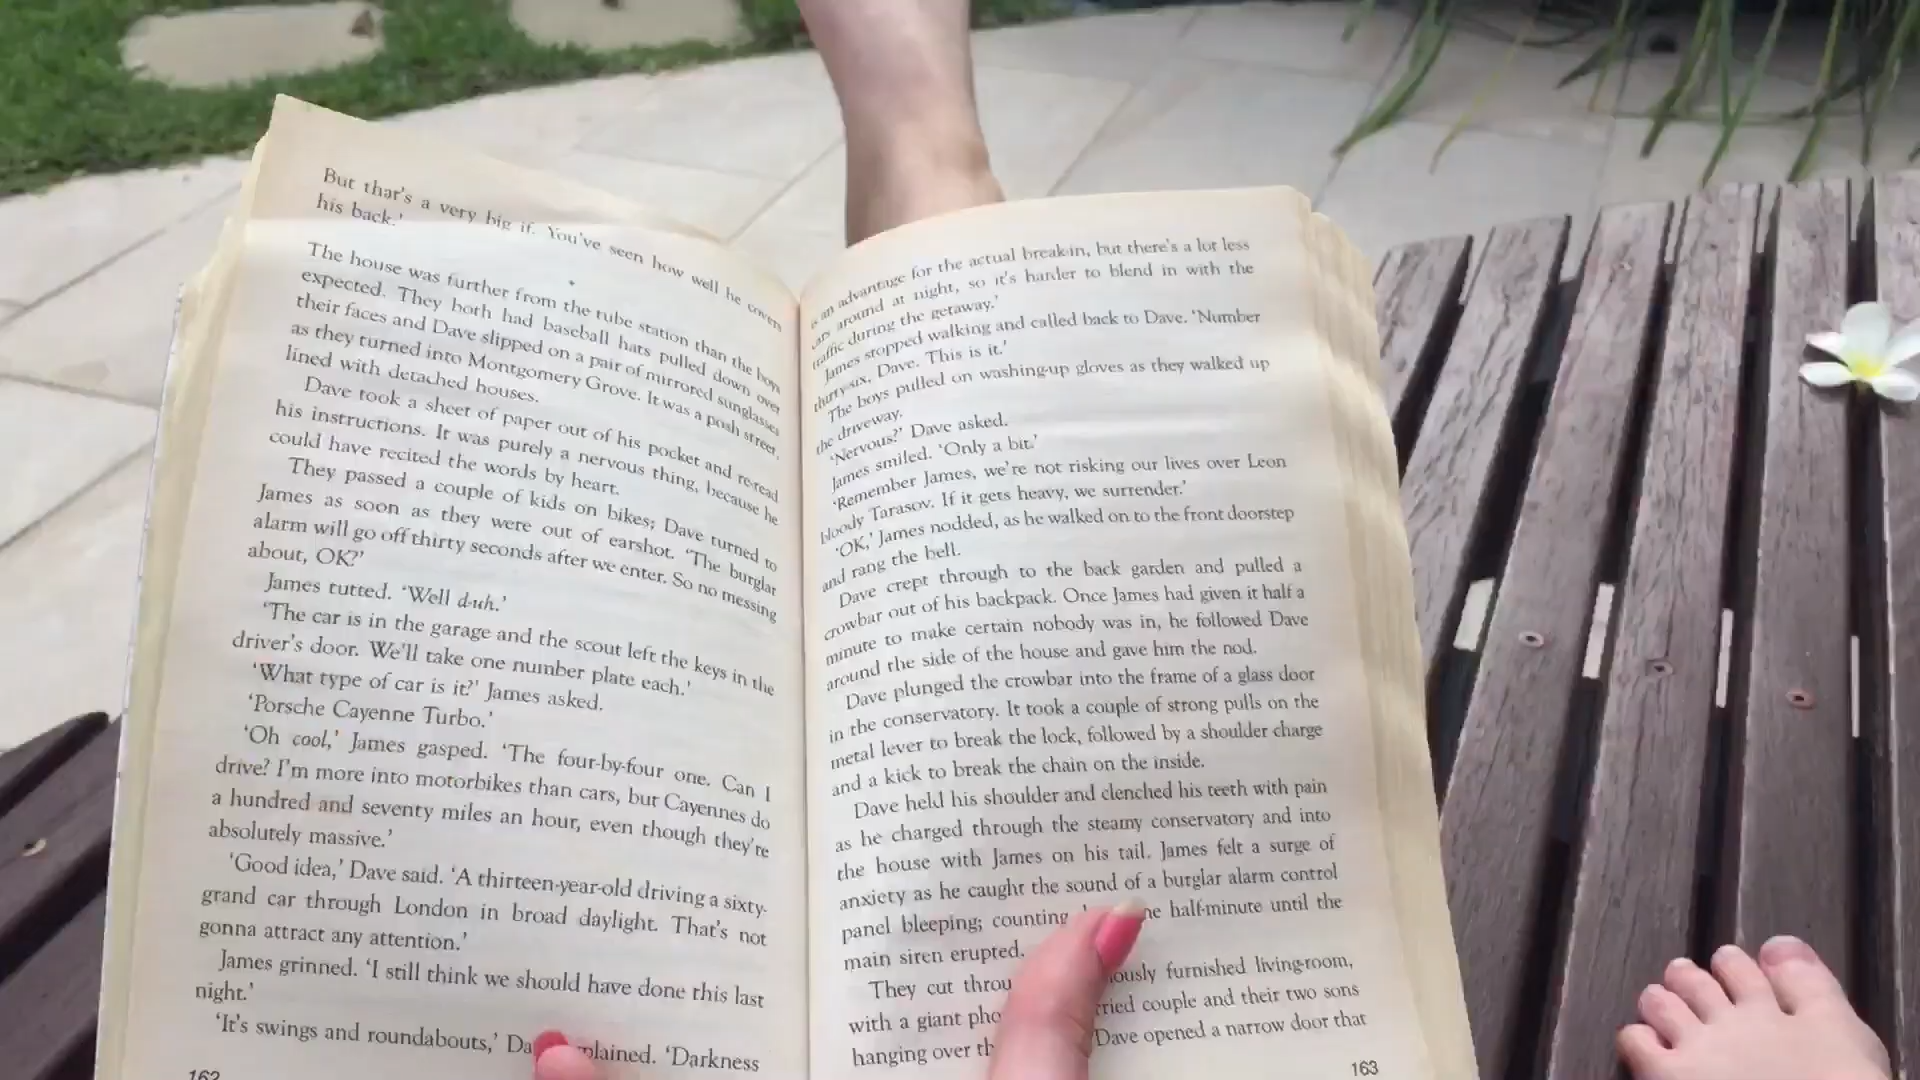 But that's a very big if. You've seen how well he covers
his back.'
The house was further from the tube station than the boys
expected. They both had baseball hats pulled down over
their faces and Dave slipped on a pair of mirrored sunglasses
as they turned into Montgomery Grove. It was a posh street,
lined with detached houses.
Dave took a sheet of paper out of his pocket and re-read
his instructions. It was purely a nervous thing, because he
could have recited the words by heart.
They passed a couple of kids on bikes; Dave turned to
James as soon as they were out of earshot. 'The burglar
alarm will go off thirty seconds after we enter. So no messing
about, OK?'
James tutted. 'Well duh.'
'The car is in the garage and the scout left the keys in the
driver's door. We'll take one number plate each.'
'What type of car is it?' James asked.
'Porsche Cayenne Turbo.'
'Oh cool,' James gasped. 'The four-by-four one. Can I
drive? I'm more into motorbikes than cars, but Cayennes do
a hundred and seventy miles an hour, even though they're
absolutely massive.'
'Good idea,' Dave said. 'A thirteen-year-old driving a sixty-
grand car through London in broad daylight. That's not
gonna attract any attention.'
James grinned. 'I still think we should have done this last
night.'
'It's swings and roundabouts,' Da plained. 'Darkness
162
is an advantage for the actual break-in, but there's a lot less
cars around at night, so it's harder to blend in with the
traffic during the getaway.'
James stopped walking and called back to Dave. 'Number
thirty-six, Dave. This is it.'
The boys pulled on washing-up gloves as they walked up
the driveway.
'Nervous?' Dave asked.
James smiled. 'Only a bit.'
'Remember James, we're not risking our lives over Leon
bloody Tarasov. If it gets heavy, we surrender.'
'OK,' James nodded, as he walked on to the front doorstep
and rang the bell.
Dave crept through to the back garden and pulled a
crowbar out of his backpack. Once James had given it half a
minute to make certain nobody was in, he followed Dave
around the side of the house and gave him the nod.
Dave plunged the crowbar into the frame of a glass door
in the conservatory. It took a couple of strong pulls on the
metal lever to break the lock, followed by a shoulder charge
and a kick to break the chain on the inside.
Dave held his shoulder and clenched his teeth with pain
as he charged through the steamy conservatory and into
the house with James on his tail. James felt a surge of
anxiety as he caught the sound of a burglar alarm control
panel bleeping; counting half-minute until the
main siren erupted.
They cut throu ously furnished living-room,
with a giant pho rried couple and their two sons
hanging over th Dave opened a narrow door that
163